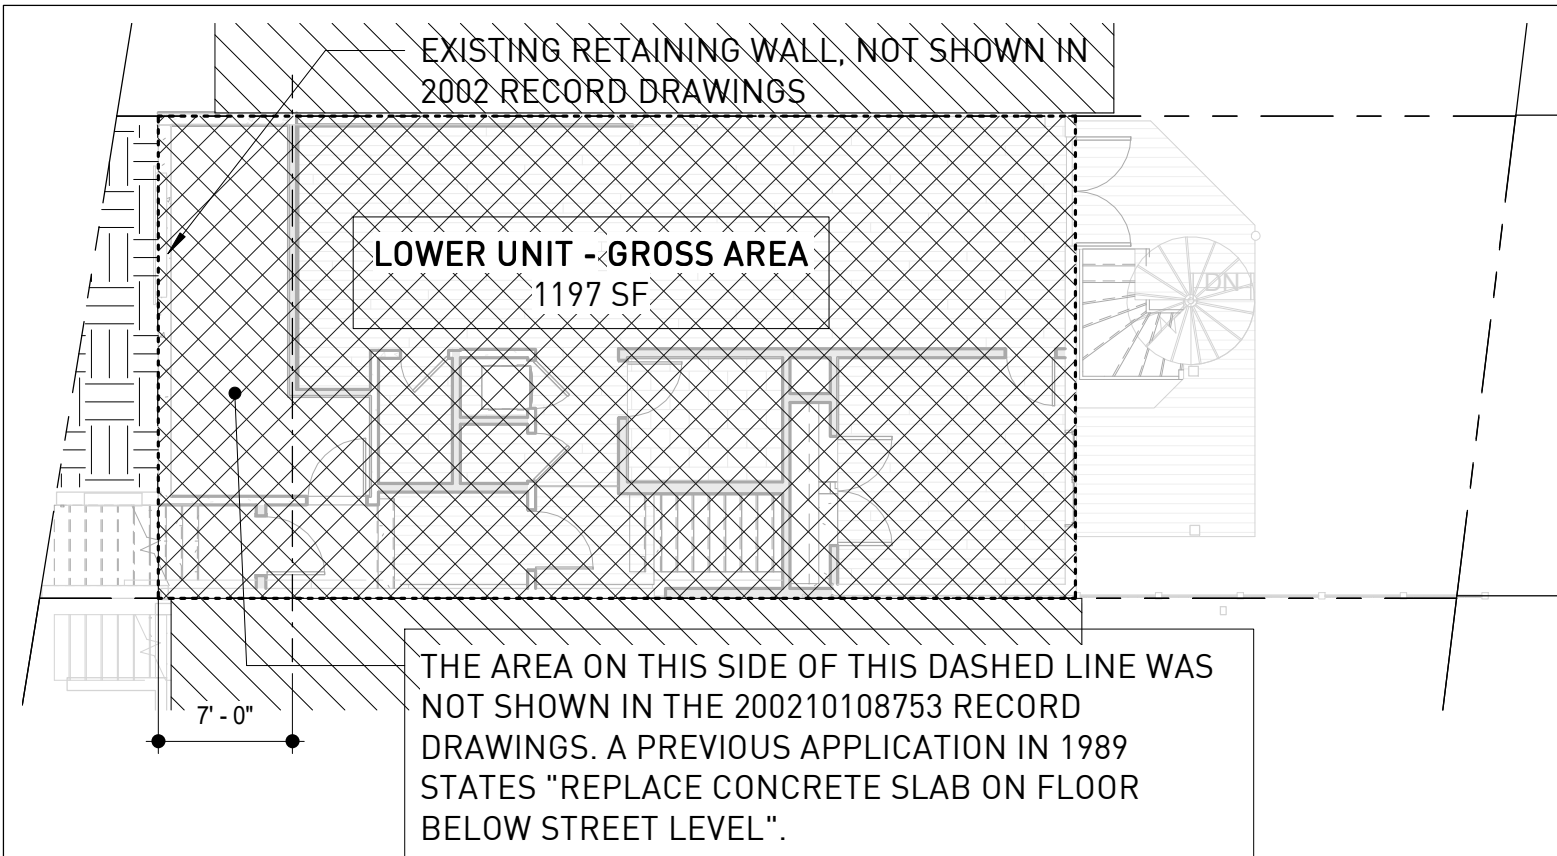 EXISTING RETAINING WALL, NOT SHOWN IN
2002 RECORD DRAWINGS
LOWER UNIT - GROSS AREA
1197 SF
DN
7' - 0"
THE AREA ON THIS SIDE OF THIS DASHED LINE WAS
NOT SHOWN IN THE 200210108753 RECORD
DRAWINGS. A PREVIOUS APPLICATION IN 1989
STATES "REPLACE CONCRETE SLAB ON FLOOR
BELOW STREET LEVEL".